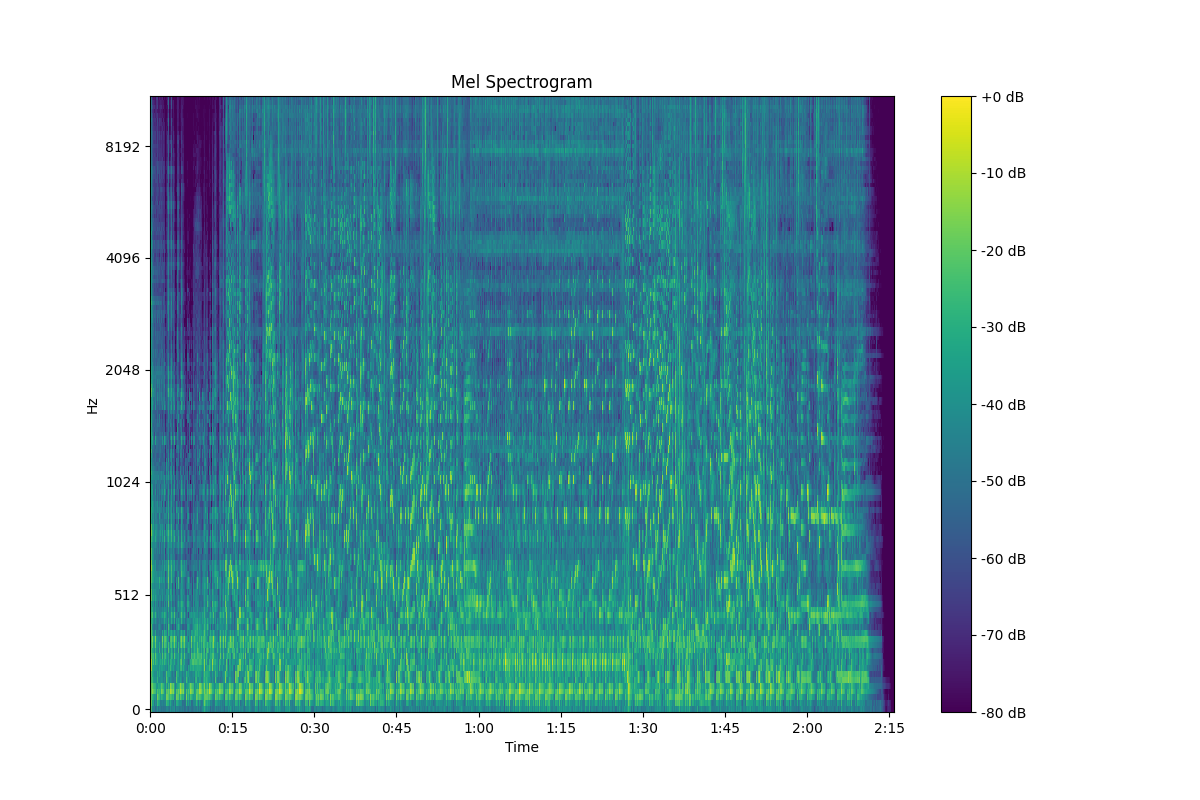 Mel Spectrogram
+0 dB
8192
-10 dB
-20 dB
4096
-30 dB
2048
-40 dB
Hz
1024
-50 dB
-60 dB
512
-70 dB
0
-80 dB
0:00 0:15 0:30 0:45 1:00 1:15 1:30 1:45 2:00 2:15
Time